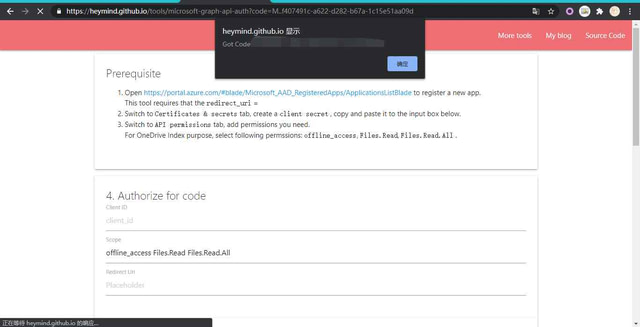 https://heymind.github.io/tools/microsoft-graph-api-auth?code=M..f407491c-a622-d282-b67a-1c15e51aa09d
heymind.github.io 显示
Got Code
确定
More tools
My blog
Source Code
Prerequisite
1. Open https://portal.azure.com/#blade/Microsoft_AAD_RegisteredApps/ApplicationsListBlade to register a new app.
This tool requires that the redirect_url =
2. Switch to Certificates & secrets tab, create a client secret , copy and paste it to the input box below.
3. Switch to API permissions tab, add permissions you need.
For OneDrive Index purpose, select following permssions: offline_access, Files.Read, Files.Read.All .
4. Authorize for code
Client ID
client_id
Scope
offline_access Files.Read Files.Read.All
Redirect Url
Placeholder
正在等待 heymind.github.io 的响应...